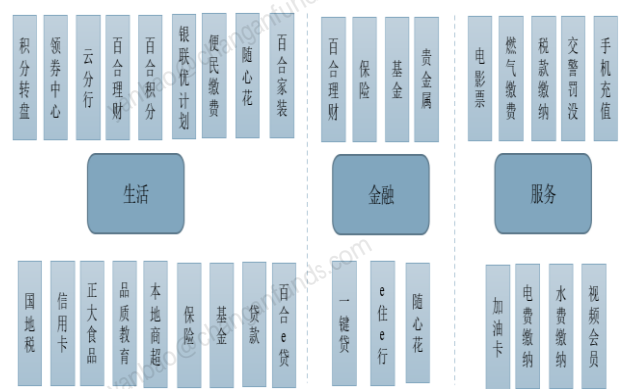 积分转盘
领券中心
云分行
百合理财
百合积分
银联优计划
便民缴费
随心花
百合家装
生活
国地税
信用卡
正大食品
品质教育
本地商超
保险
基金
贷款
百合e贷
百合理财
保险
基金
贵金属
金融
一键贷
e住e行
随心花
电影票
燃气缴费
税款缴纳
交警罚没
手机充值
服务
加油卡
电费缴纳
水费缴纳
视频会员
yanbao@changanfunds.com
yanbao@changanfunds.com